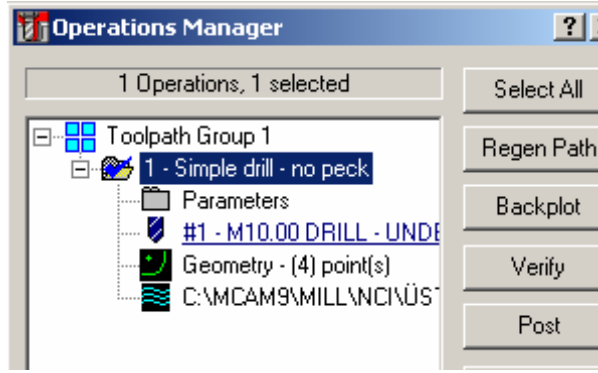 Operations Manager
?
1 Operations, 1 selected
Select All
Toolpath Group 1
Regen Path
1 - Simple drill - no peck
Parameters
Backplot
#1 - M10.00 DRILL - UNDE
Geometry - (4) point(s)
Verify
C:\MCAM9\MILL\NCI\ÜST
Post